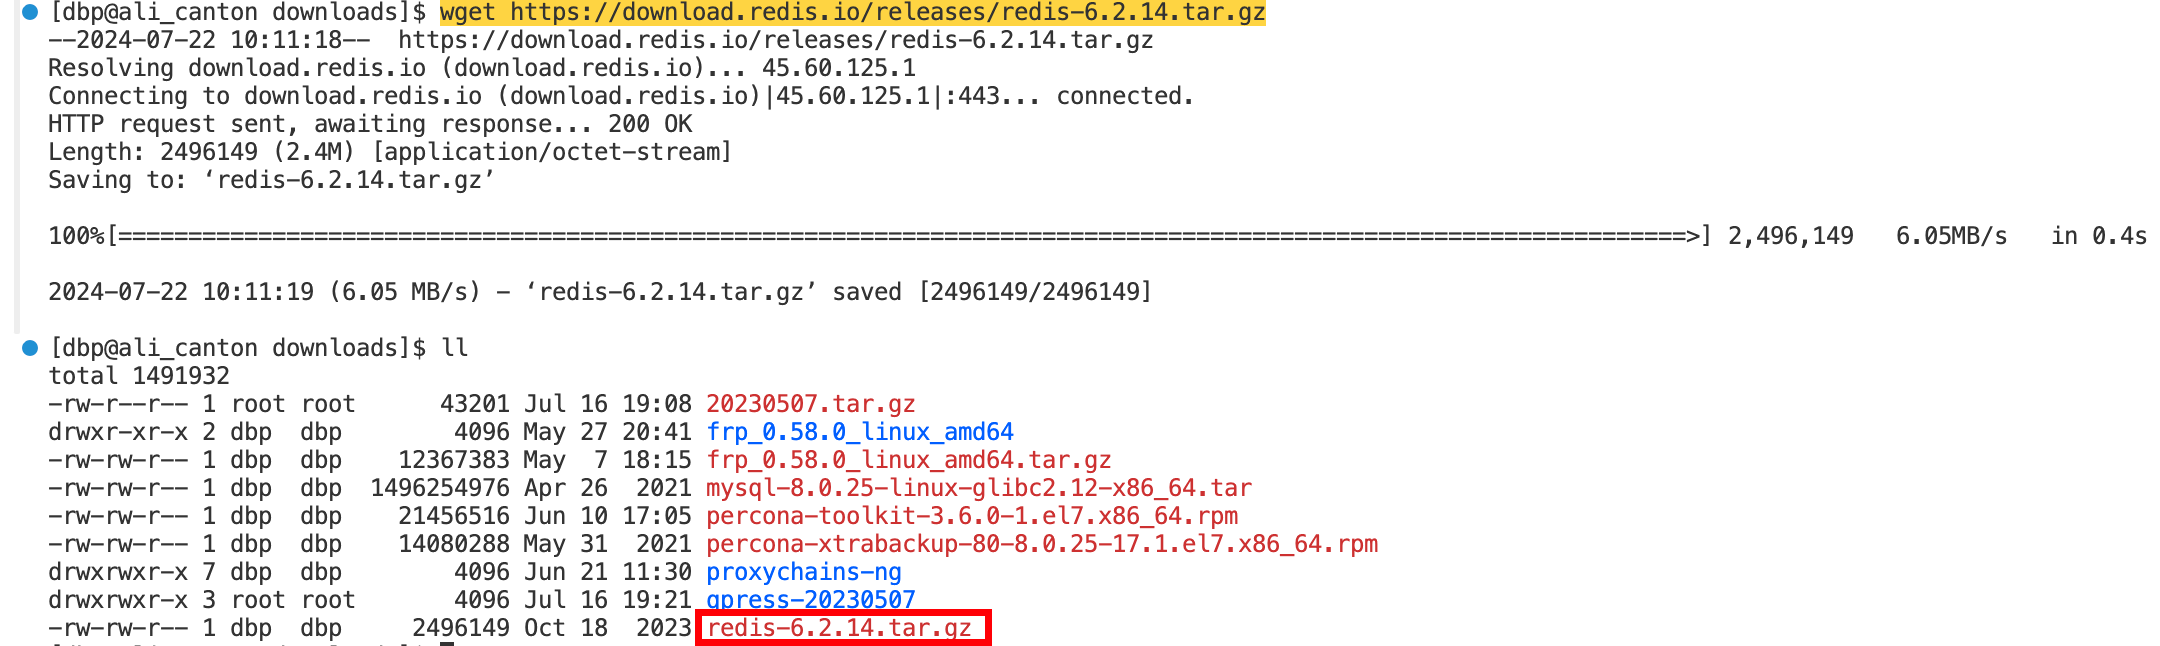 [dbp@ali_canton downloads]$ wget https://download.redis.io/releases/redis-6.2.14.tar.gz
--2024-07-22 10:11:18--  https://download.redis.io/releases/redis-6.2.14.tar.gz
Resolving download.redis.io (download.redis.io)... 45.60.125.1
Connecting to download.redis.io (download.redis.io)|45.60.125.1|:443... connected.
HTTP request sent, awaiting response... 200 OK
Length: 2496149 (2.4M) [application/octet-stream]
Saving to: ‘redis-6.2.14.tar.gz’
100%[================================================================================================================>] 2,496,149   6.05MB/s   in 0.4s
2024-07-22 10:11:19 (6.05 MB/s) - ‘redis-6.2.14.tar.gz’ saved [2496149/2496149]
[dbp@ali_canton downloads]$ ll
total 1491932
-rw-r--r-- 1 root root      43201 Jul 16 19:08 20230507.tar.gz
drwxr-xr-x 2 dbp  dbp        4096 May 27 20:41 frp_0.58.0_linux_amd64
-rw-rw-r-- 1 dbp  dbp    12367383 May  7 18:15 frp_0.58.0_linux_amd64.tar.gz
-rw-rw-r-- 1 dbp  dbp  1496254976 Apr 26  2021 mysql-8.0.25-linux-glibc2.12-x86_64.tar
-rw-rw-r-- 1 dbp  dbp    21456516 Jun 10 17:05 percona-toolkit-3.6.0-1.el7.x86_64.rpm
-rw-rw-r-- 1 dbp  dbp    14080288 May 31  2021 percona-xtrabackup-80-8.0.25-17.1.el7.x86_64.rpm
drwxrwxr-x 7 dbp  dbp        4096 Jun 21 11:30 proxychains-ng
drwxrwxr-x 3 root root       4096 Jul 16 19:21 qpress-20230507
-rw-rw-r-- 1 dbp  dbp     2496149 Oct 18  2023 redis-6.2.14.tar.gz